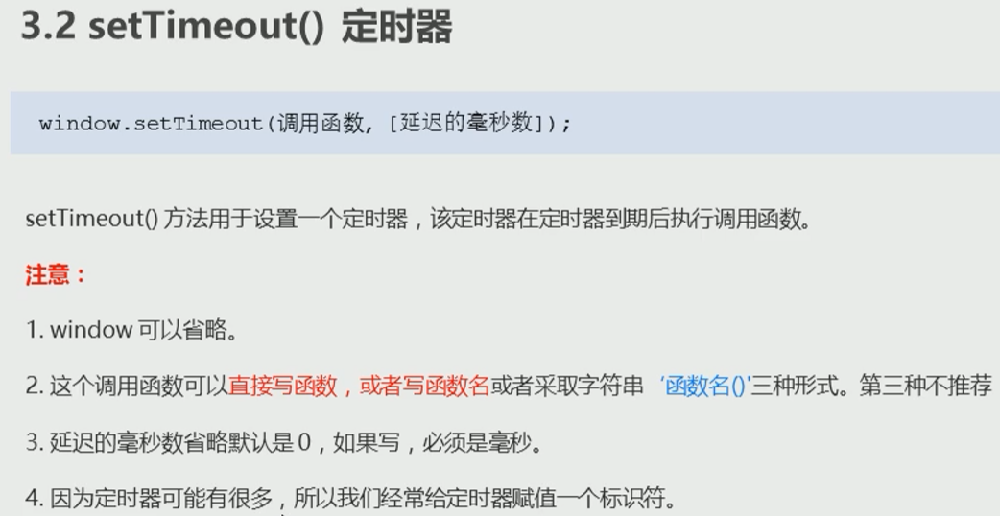 3.2 setTimeout() 定时器
window.setTimeout(调用函数, [延迟的毫秒数]);
setTimeout() 方法用于设置一个定时器，该定时器在定时器到期后执行调用函数。
注意：
1. window 可以省略。
2. 这个调用函数可以直接写函数，或者写函数名或者采取字符串 ‘函数名()'三种形式。第三种不推荐
3. 延迟的毫秒数省略默认是 0，如果写，必须是毫秒。
4. 因为定时器可能有很多，所以我们经常给定时器赋值一个标识符。